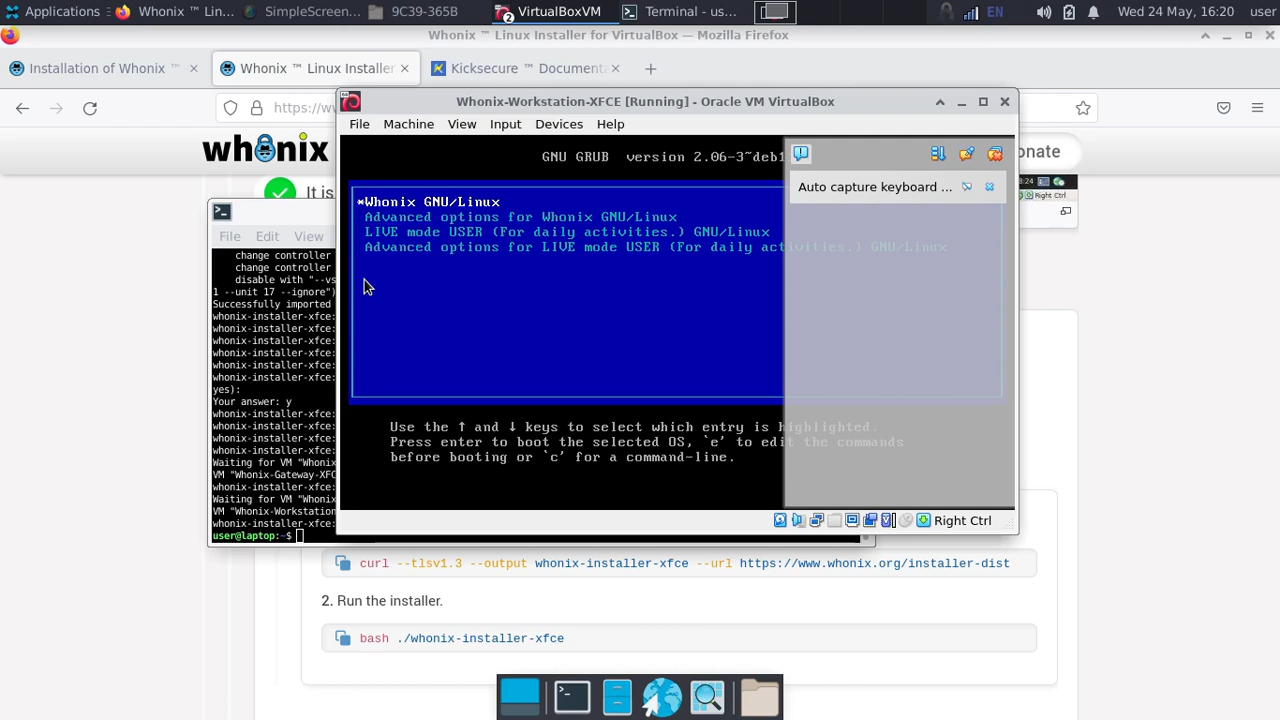 Applications
Whonix ™ Lin...
SimpleScreen...
9C39-365B
2
VirtualBoxVM
Terminal - us...
EN
Wed 24 May, 16:20
user
Whonix ™ Linux Installer for VirtualBox — Mozilla Firefox
Installation of Whonix ™
Whonix ™ Linux Installer
Kicksecure ™ Documenta
https://ww
Whonix-Workstation-XFCE [Running] - Oracle VM VirtualBox
File Machine View Input Devices Help
whonix
onate
It is
GNU GRUB version 2.06-3~deb1
Auto capture keyboard ...
*Whonix GNU/Linux
Advanced options for Whonix GNU/Linux
LIVE mode USER (For daily activities.) GNU/Linux
Advanced options for LIVE mode USER (For daily activities.) GNU/Linux
Use the ↑ and ↓ keys to select which entry is highlighted.
Press enter to boot the selected OS, `e' to edit the commands
before booting or `c' for a command-line.
Right Ctrl
File Edit View
change controller
change controller
disable with "--vs
1 --unit 17 --ignore")
Successfully imported
whonix-installer-xfce:
whonix-installer-xfce:
whonix-installer-xfce:
whonix-installer-xfce:
whonix-installer-xfce:
whonix-installer-xfce:
yes):
Your answer: y
whonix-installer-xfce:
whonix-installer-xfce:
whonix-installer-xfce:
whonix-installer-xfce:
Waiting for VM "Whonix
VM "Whonix-Gateway-XFC
whonix-installer-xfce:
Waiting for VM "Whonix
VM "Whonix-Workstation
whonix-installer-xfce:
user@laptop:~$
curl --tlsv1.3 --output whonix-installer-xfce --url https://www.whonix.org/installer-dist
2. Run the installer.
bash ./whonix-installer-xfce